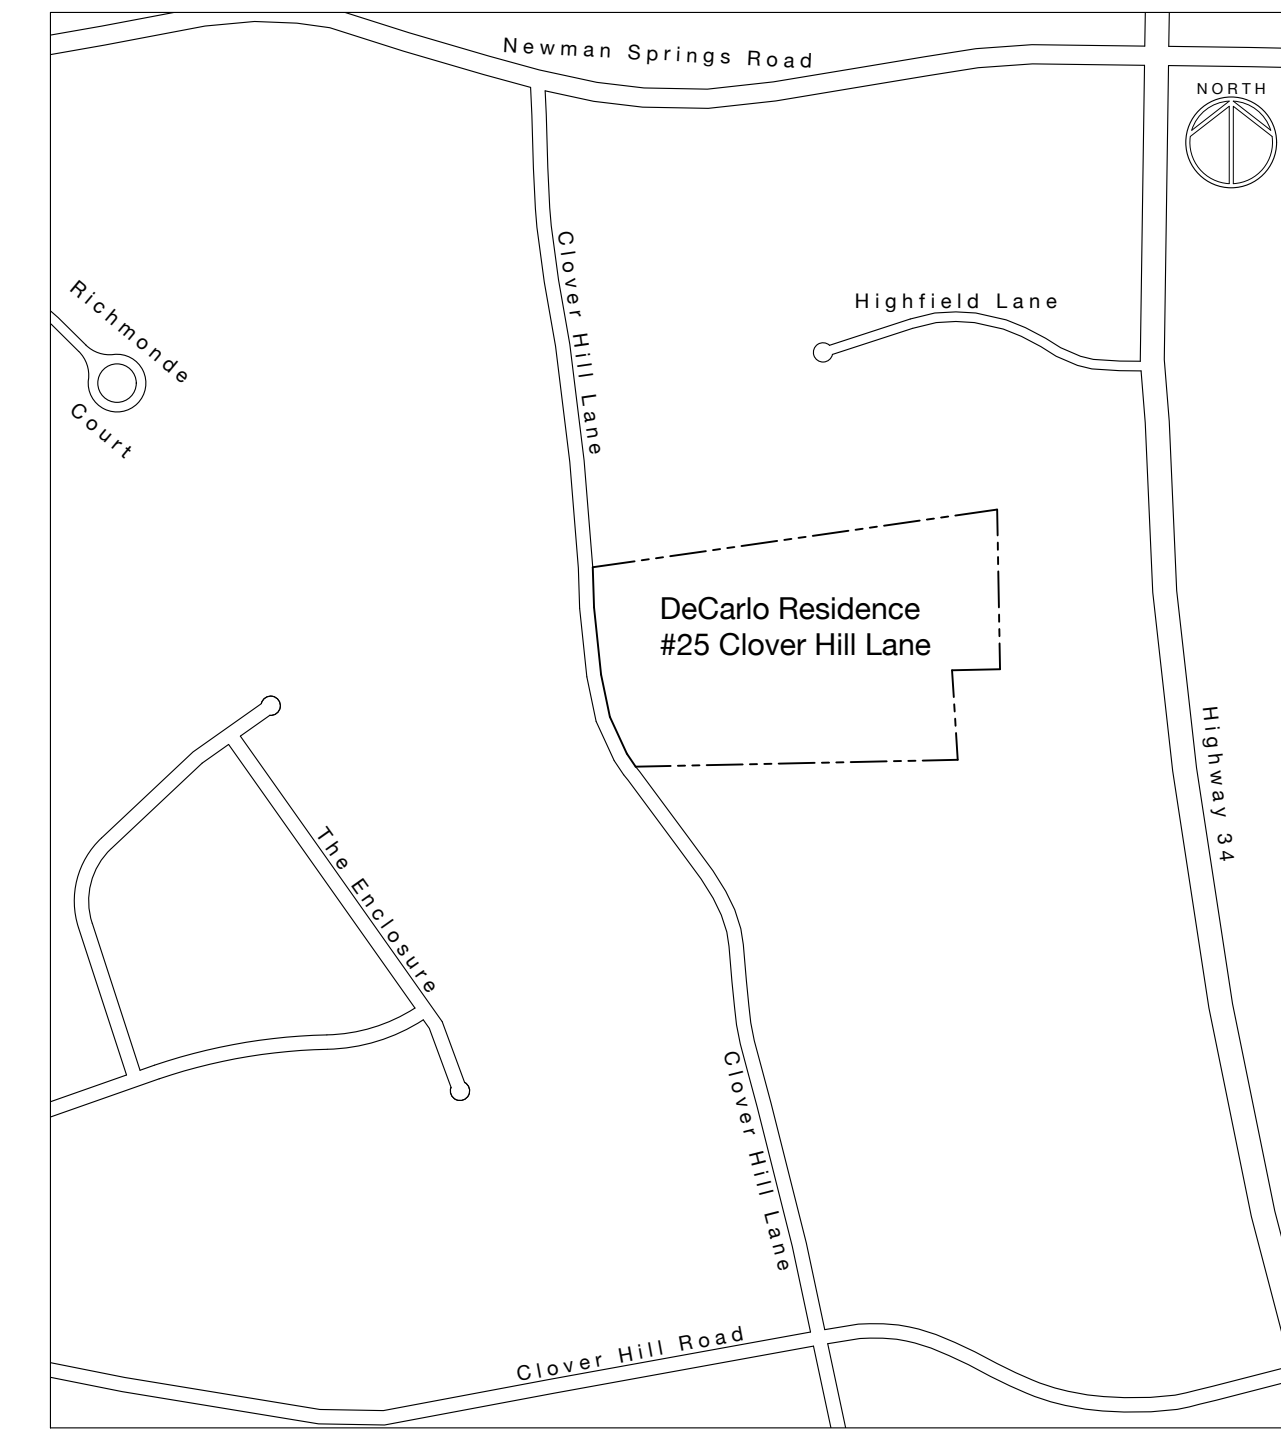 Newman Springs Road
NORTH
Clover Hill Lane
Richmonde
Court
Highfield Lane
DeCarlo Residence
#25 Clover Hill Lane
Highway 34
The Enclosure
Clover Hill Lane
Clover Hill Road